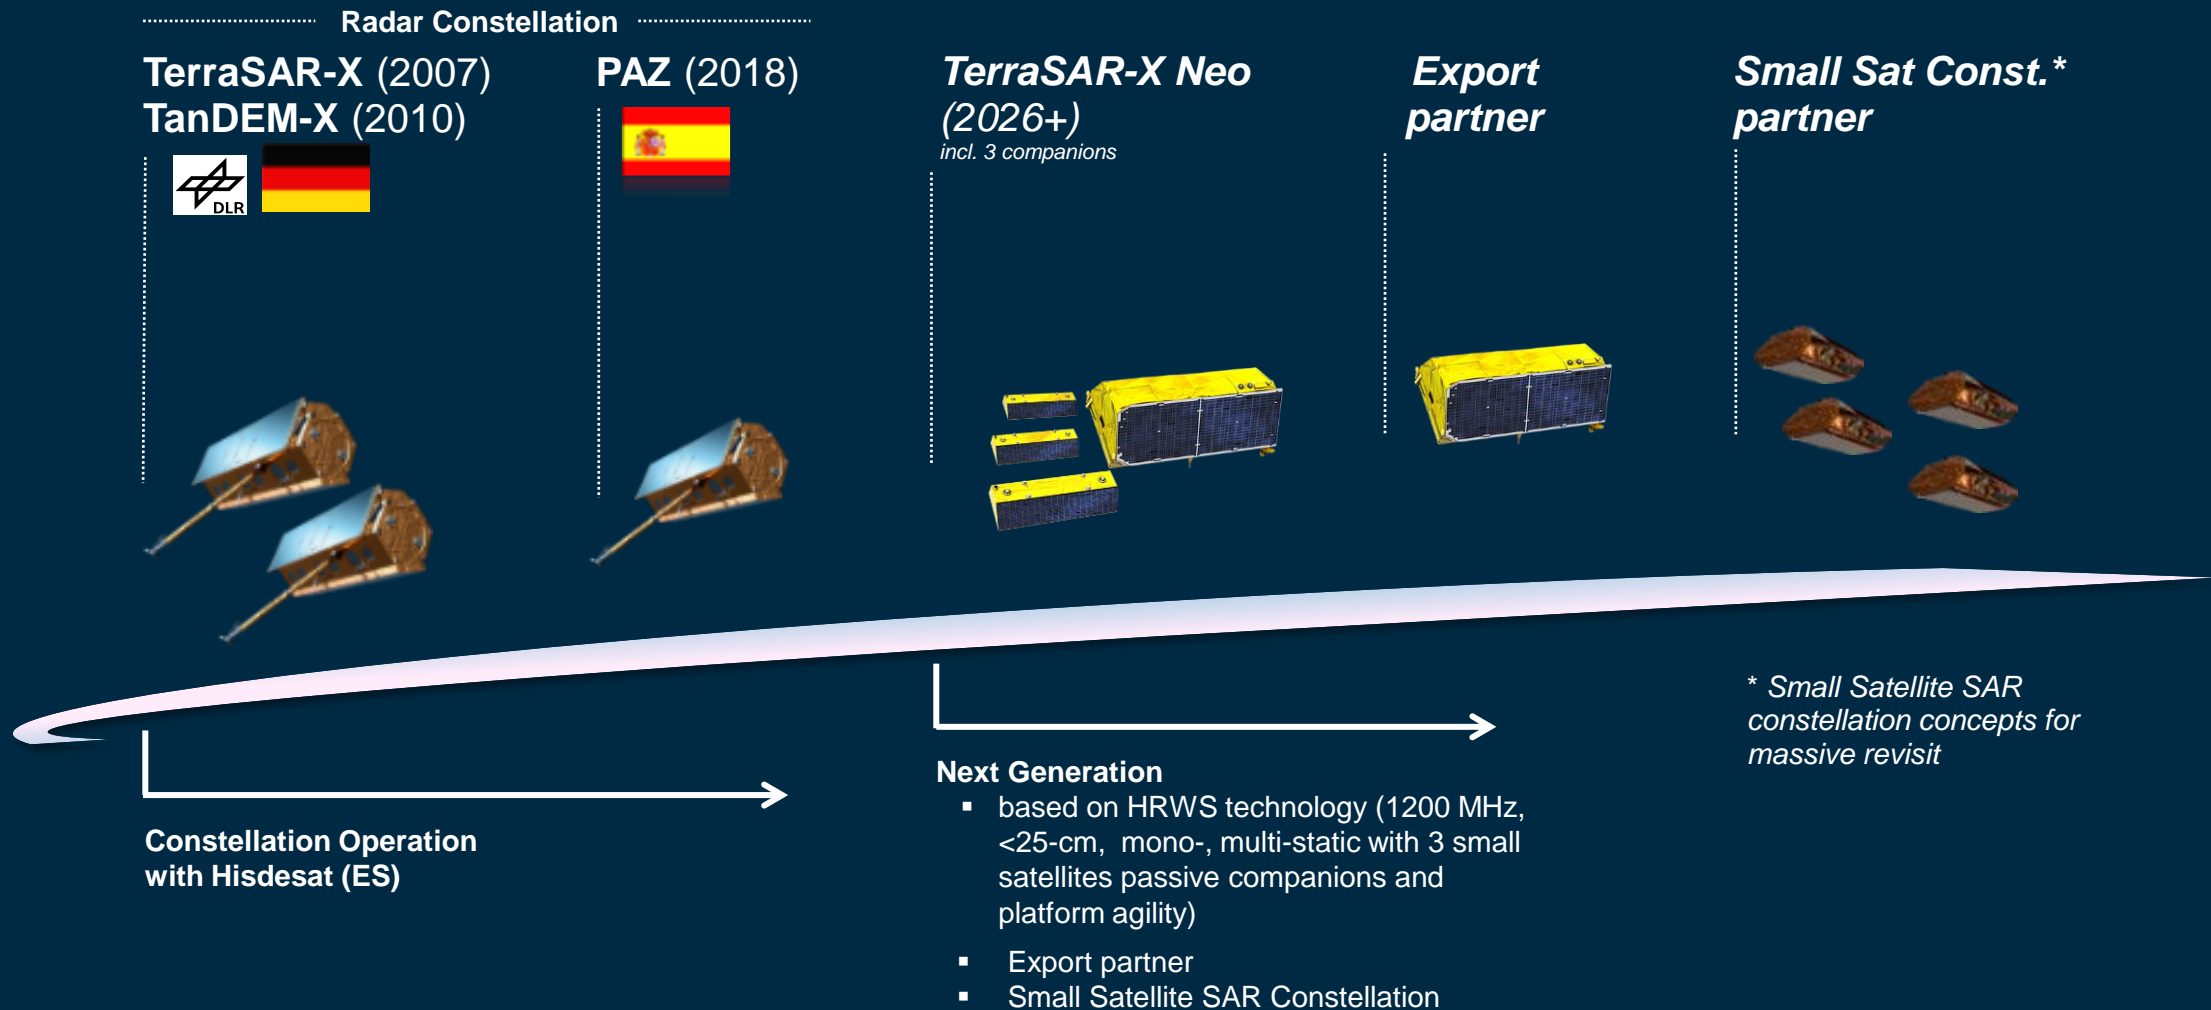 Radar Constellation
TerraSAR-X (2007)
TanDEM-X (2010)
DLR
PAZ (2018)
TerraSAR-X Neo
(2026+)
incl. 3 companions
Export
partner
Small Sat Const.*
partner
Constellation Operation
with Hisdesat (ES)
Next Generation
▪ based on HRWS technology (1200 MHz,
<25-cm, mono-, multi-static with 3 small
satellites passive companions and
platform agility)
▪ Export partner
▪ Small Satellite SAR Constellation
* Small Satellite SAR
constellation concepts for
massive revisit